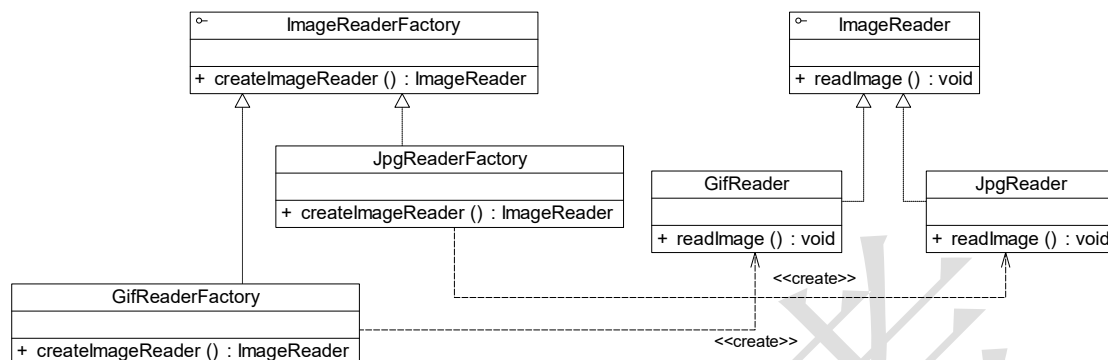 ImageReaderFactory
+ createImageReader () : ImageReader
ImageReader
+ readImage () : void
JpgReaderFactory
+ createImageReader () : ImageReader
GifReader
+ readImage () : void
JpgReader
+ readImage () : void
<<create>>
GifReaderFactory
+ createImageReader () : ImageReader
<<create>>